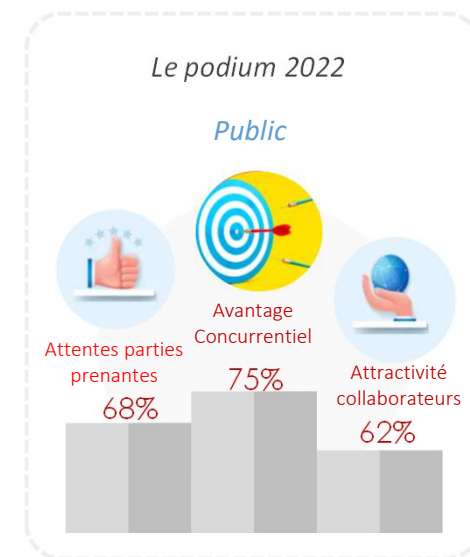 Le podium 2022
Public
Avantage
Concurrentiel
75%
Attentes parties
prenantes
68%
Attractivité
collaborateurs
62%